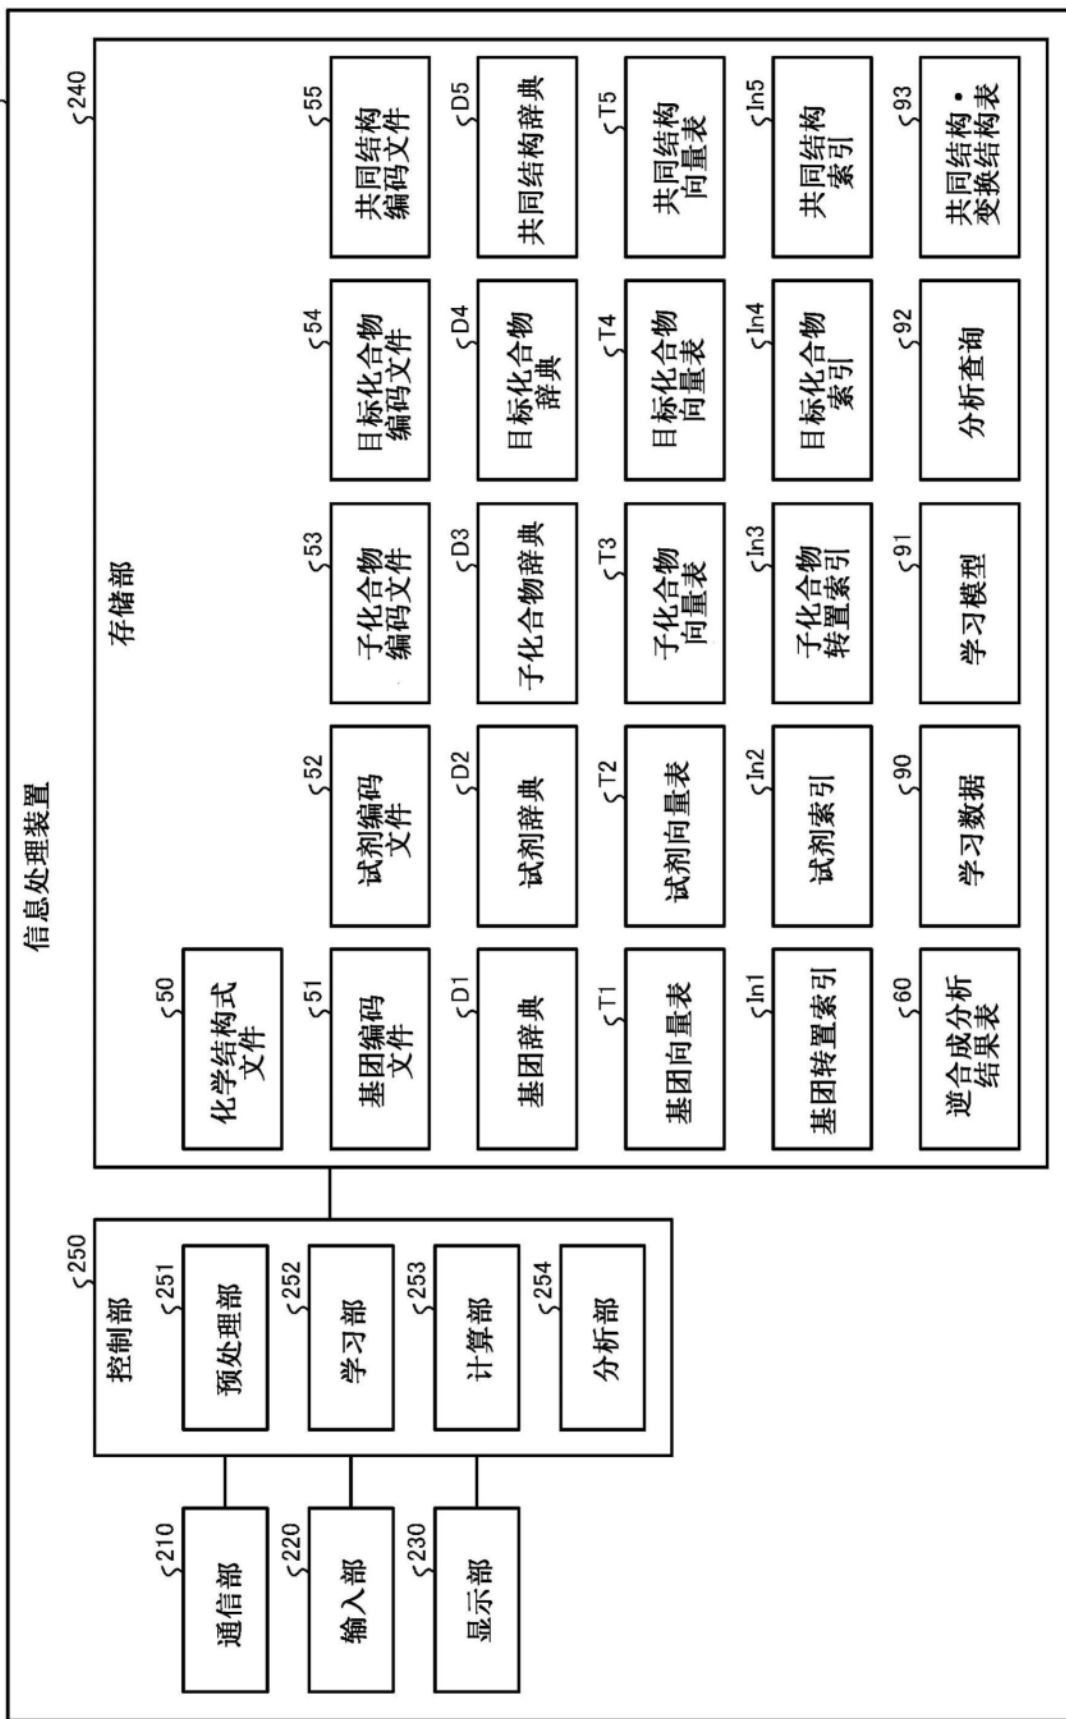 信息处理装置
210
通信部
220
输入部
230
显示部
250
控制部
251
预处理部
252
学习部
253
计算部
254
分析部
240
存储部
50
化学结构式
文件
51
基团编码
文件
52
试剂编码
文件
53
子化合物
编码文件
54
目标化合物
编码文件
55
共同结构
编码文件
D1
基团辞典
D2
试剂辞典
D3
子化合物辞典
D4
目标化合物
辞典
D5
共同结构辞典
T1
基团向量表
T2
试剂向量表
T3
子化合物
向量表
T4
目标化合物
向量表
T5
共同结构
向量表
In1
基团转置索引
In2
试剂索引
In3
子化合物
转置索引
In4
目标化合物
索引
In5
共同结构
索引
60
逆合成分析
结果表
90
学习数据
91
学习模型
92
分析查询
93
共同结构·
变换结构表